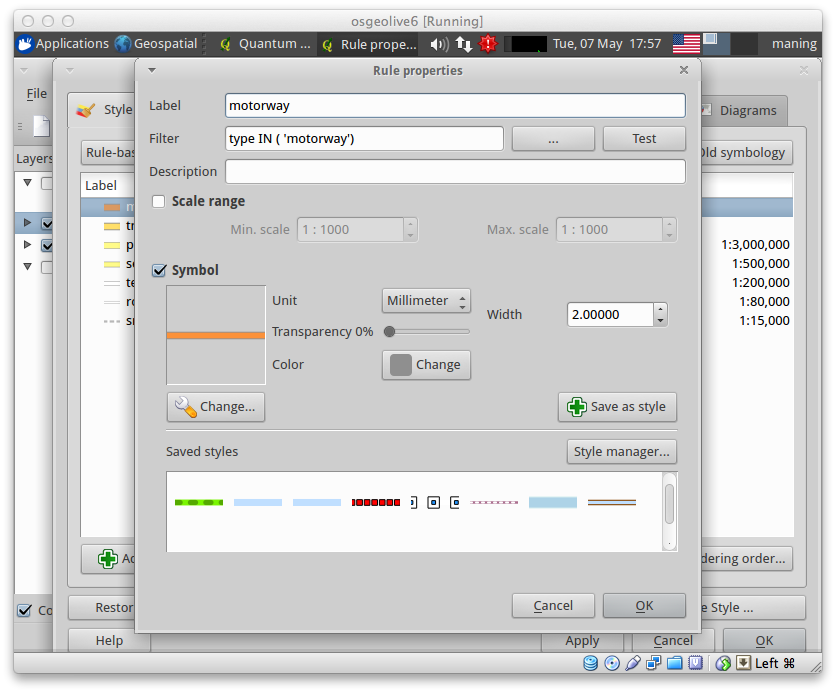 osgeolive6 [Running]
Applications Geospatial Quantum ... Rule prope... Tue, 07 May 17:57 maning
Rule properties
File
Style
Diagrams
Layers
Rule-bas
Old symbology
Label
1:3,000,000
1:500,000
1:200,000
1:80,000
1:15,000
Label motorway
Filter type IN ( 'motorway') ... Test
Description
Scale range
Min. scale 1 : 1000 Max. scale 1 : 1000
Symbol
Unit Millimeter
Width 2.00000
Transparency 0%
Color Change
Change... Save as style
Saved styles Style manager...
dering order...
Cancel OK
Restor
e Style ...
Help Apply Cancel OK
Left ⌘